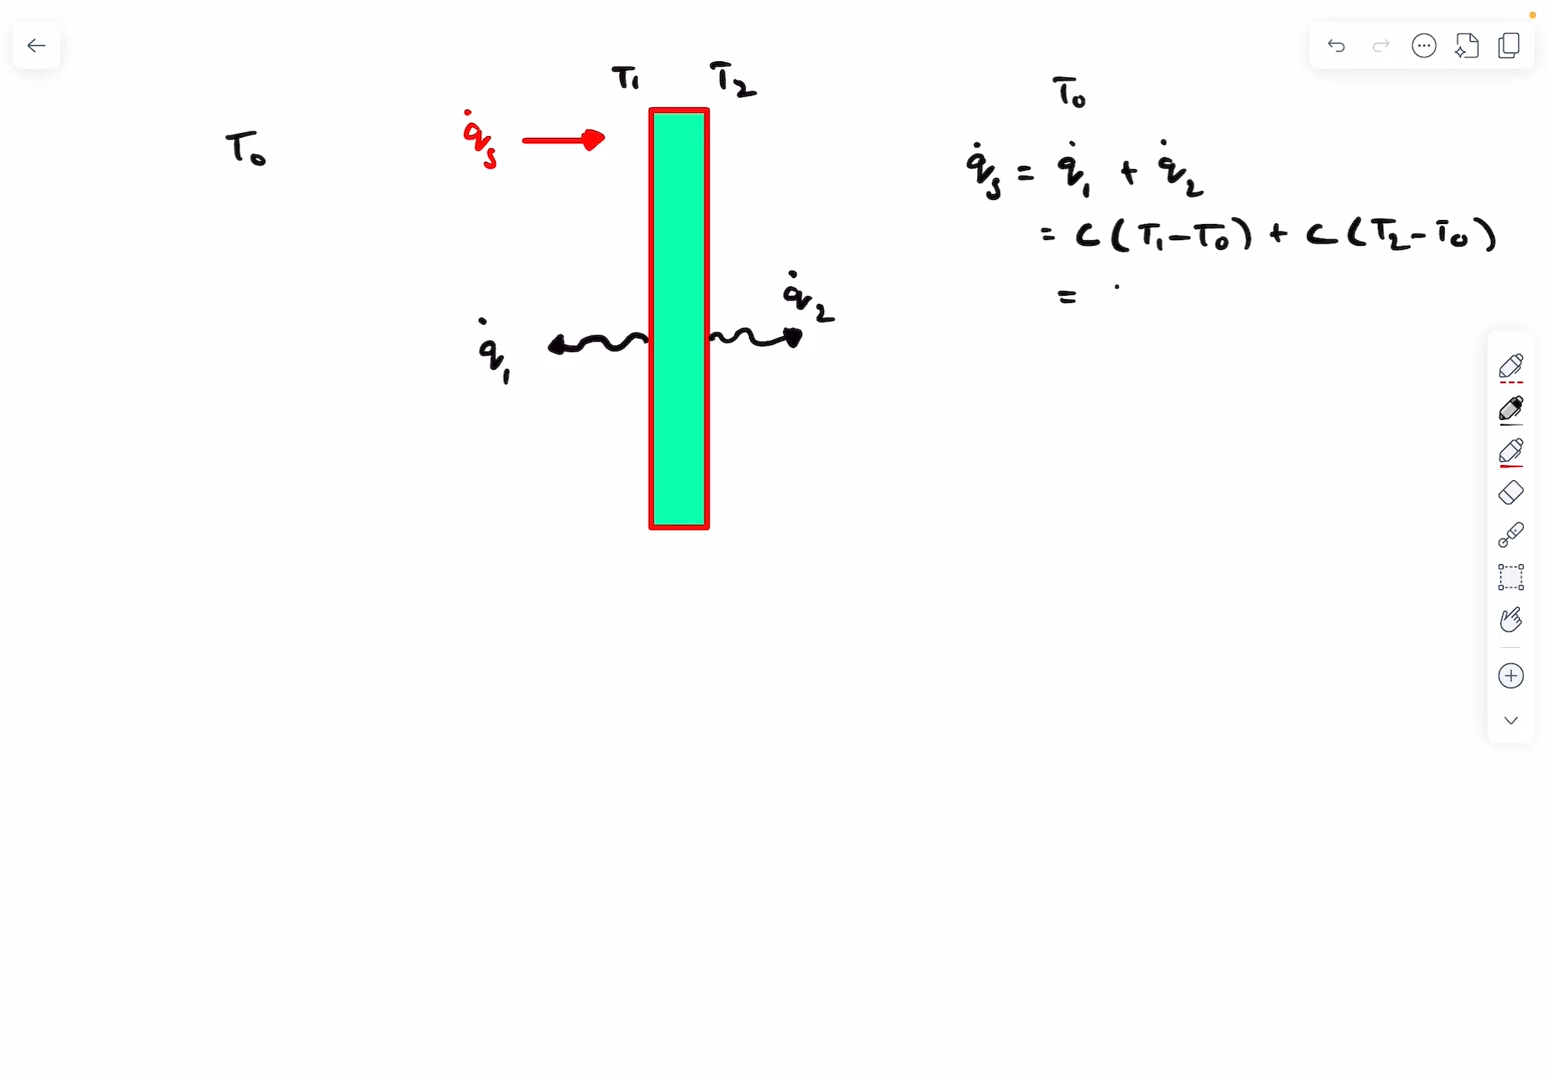 T₁ T₂
T₀
T₀
q̇ₛ
q̇ₛ = q̇₁ + q̇₂
= C(T₁-T₀) + C(T₂-T₀)
=
q̇₂
q̇₁